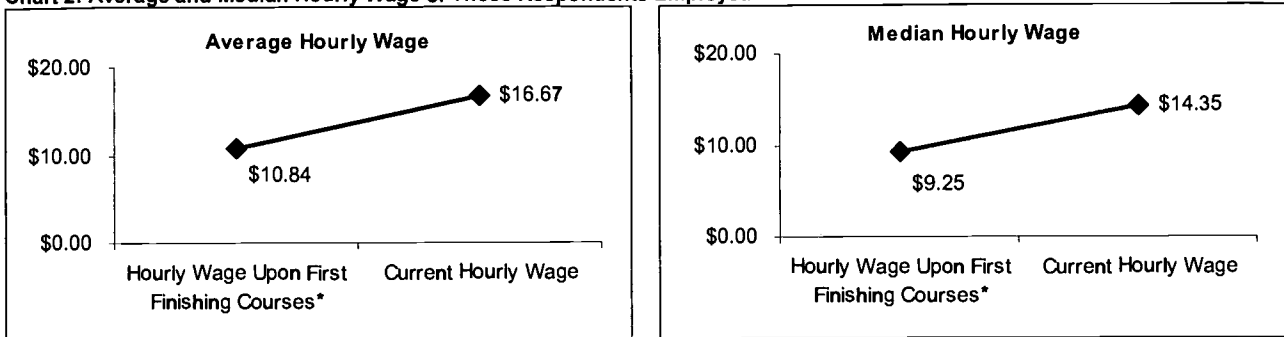 Chart 2: Average and Median Hourly Wage of Those Respondents Employed
Average Hourly Wage
$20.00
$16.67
$10.00
$10.84
$0.00
Hourly Wage Upon First
Finishing Courses*
Current Hourly Wage
Median Hourly Wage
$20.00
$14.35
$10.00
$9.25
$0.00
Hourly Wage Upon First
Finishing Courses*
Current Hourly Wage